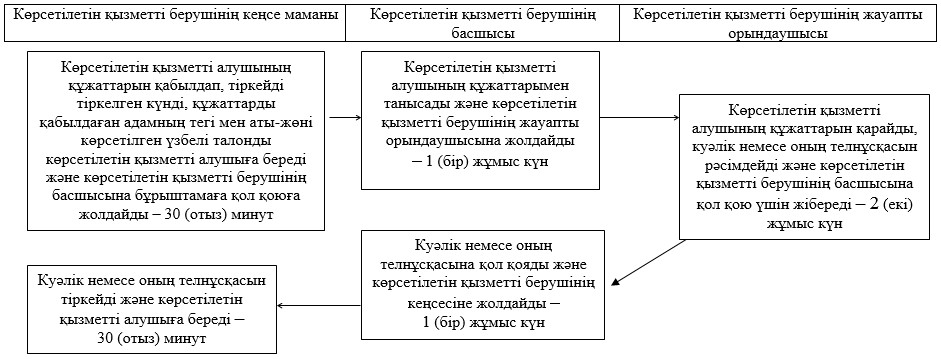 Көрсетілетін қызметті берушінің кеңсе маманы
Көрсетілетін қызметті берушінің
басшысы
Көрсетілетін қызметті берушінің жауапты
орындаушысы
Көрсетілетін қызметті алушының
құжаттарын қабылдап, тіркейді
тіркелген күнді, құжаттарды
қабылдаған адамның тегі мен аты-жөні
көрсетілген үзбелі талонды
көрсетілетін қызметті алушыға береді
және көрсетілетін қызметті берушінің
басшысына бұрыштамаға қол қоюға
жолдайды – 30 (отыз) минут
Көрсетілетін қызметті
алушының құжаттарымен
танысады және көрсетілетін
қызметті берушінің жауапты
орындаушысына жолдайды
– 1 (бір) жұмыс күн
Көрсетілетін қызметті
алушының құжаттарын қарайды,
куәлік немесе оның телнұсқасын
рәсімдейді және көрсетілетін
қызметті берушінің басшысына
қол қою үшін жібереді – 2 (екі)
жұмыс күн
Куәлік немесе оның
телнұсқасына қол қояды және
көрсетілетін қызметті берушінің
кеңсесіне жолдайды –
1 (бір) жұмыс күн
Куәлік немесе оның телнұсқасын
тіркейді және көрсетілетін
қызметті алушыға береді –
30 (отыз) минут